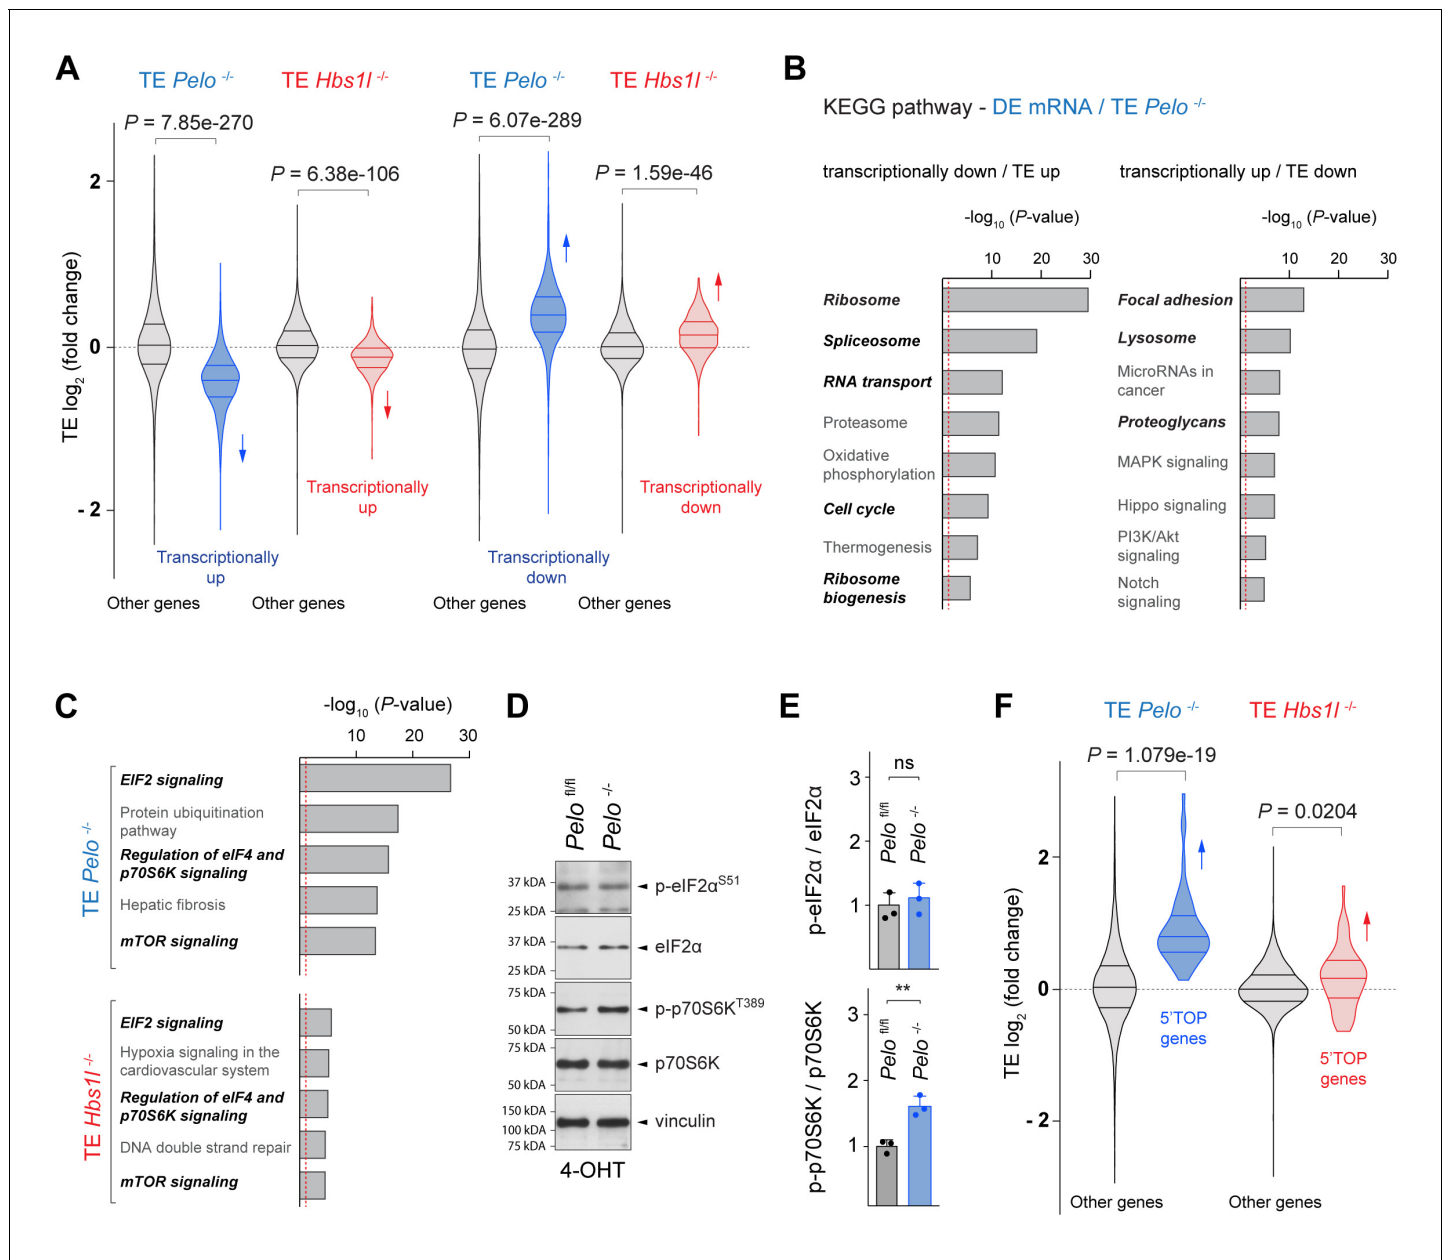 A
TE Pelo -/-
TE Hbs1l -/-
TE Pelo -/-
TE Hbs1l -/-
P = 7.85e-270
P = 6.38e-106
P = 6.07e-289
P = 1.59e-46
TE log2 (fold change)
2
0
- 2
Transcriptionally
up
Transcriptionally
up
Transcriptionally
down
Transcriptionally
down
Other genes
Other genes
Other genes
Other genes
B
KEGG pathway - DE mRNA / TE Pelo -/-
transcriptionally down / TE up
-log10 (P-value)
10 20 30
Ribosome
Spliceosome
RNA transport
Proteasome
Oxidative
phosphorylation
Cell cycle
Thermogenesis
Ribosome
biogenesis
transcriptionally up / TE down
-log10 (P-value)
10 20 30
Focal adhesion
Lysosome
MicroRNAs in
cancer
Proteoglycans
MAPK signaling
Hippo signaling
PI3K/Akt
signaling
Notch
signaling
C
-log10 (P-value)
10 20 30
TE Pelo -/-
EIF2 signaling
Protein ubiquitination
pathway
Regulation of eIF4 and
p70S6K signaling
Hepatic fibrosis
mTOR signaling
TE Hbs1l -/-
EIF2 signaling
Hypoxia signaling in the
cardiovascular system
Regulation of eIF4 and
p70S6K signaling
DNA double strand repair
mTOR signaling
D
Pelo fl/fl
Pelo -/-
37 kDA
25 kDA
p-eIF2αS51
37 kDA
25 kDA
eIF2α
75 kDA
50 kDA
p-p70S6KT389
75 kDA
50 kDA
p70S6K
150 kDA
100 kDA
75 kDA
vinculin
4-OHT
E
p-eIF2α / eIF2α
3
2
1
ns
Pelo fl/fl
Pelo -/-
p-p70S6K / p70S6K
3
2
1
**
Pelo fl/fl
Pelo -/-
F
TE Pelo -/-
TE Hbs1l -/-
P = 1.079e-19
P = 0.0204
TE log2 (fold change)
2
0
- 2
5'TOP
genes
5'TOP
genes
Other genes
Other genes